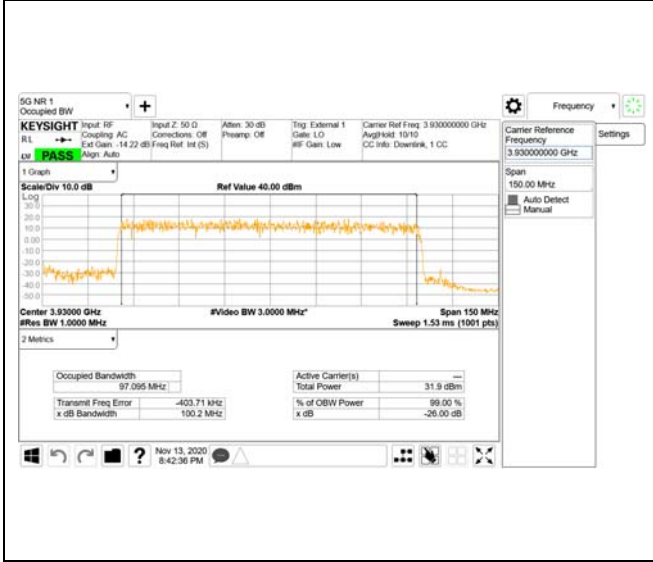 5G NR 1
Occupied BW
Frequency
KEYSIGHT
R L
PASS
Input: RF
Coupling: AC
Ext Gain: -14.22 dB
Align: Auto
Input Z: 50 Ω
Corrections: Off
Freq Ref: Int (S)
Atten: 30 dB
Preamp: Off
Trig: External 1
Gate: LO
#IF Gain: Low
Carrier Ref Freq: 3.930000000 GHz
Avg|Hold: 10/10
CC Info: Downlink, 1 CC
Carrier Reference
Frequency
3.930000000 GHz
Settings
Span
150.00 MHz
Auto Detect
Manual
1 Graph
Scale/Div 10.0 dB
Ref Value 40.00 dBm
Log
30.0
20.0
10.0
0.00
-10.0
-20.0
-30.0
-40.0
-50.0
Center 3.93000 GHz
#Video BW 3.0000 MHz*
Span 150 MHz
#Res BW 1.0000 MHz
Sweep 1.53 ms (1001 pts)
2 Metrics
Occupied Bandwidth
97.095 MHz
Active Carrier(s)
---
Total Power
31.9 dBm
Transmit Freq Error
-403.71 kHz
% of OBW Power
99.00 %
x dB Bandwidth
100.2 MHz
x dB
-26.00 dB
?
Nov 13, 2020
8:42:36 PM